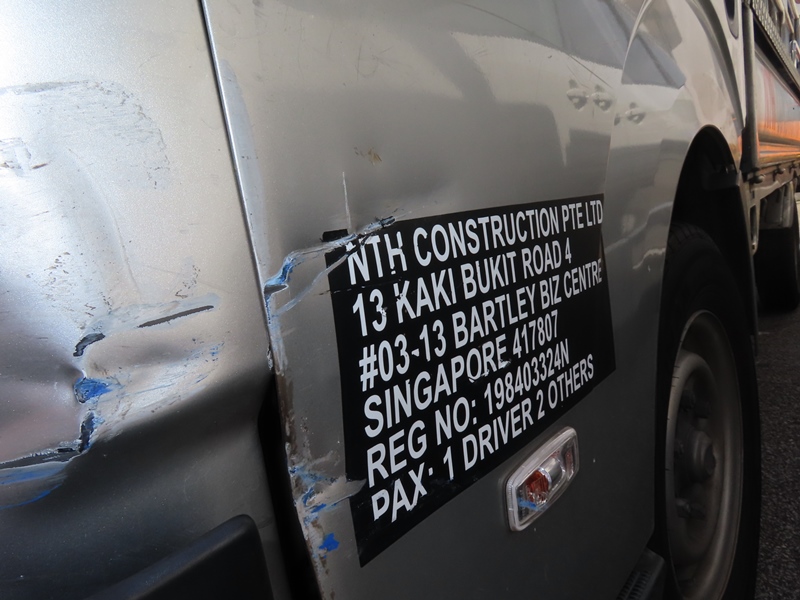 NTH CONSTRUCTION PTE LTD
13 KAKI BUKIT ROAD 4
#03-13 BARTLEY BIZ CENTRE
SINGAPORE 417807
REG NO: 198403324N
PAX: 1 DRIVER 2 OTHERS